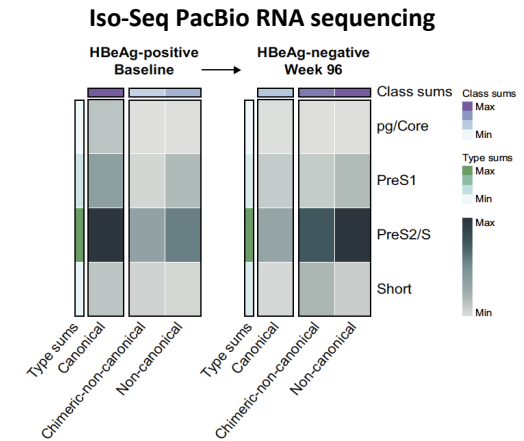 Iso-Seq PacBio RNA sequencing
HBeAg-positive
Baseline
HBeAg-negative
Week 96
Class sums
pg/Core
PreS1
PreS2/S
Short
Class sums
Max
Min
Type sums
Max
Min
Max
Min
Type sums
Canonical
Chimeric-non-canonical
Non-canonical
Type sums
Canonical
Chimeric-non-canonical
Non-canonical